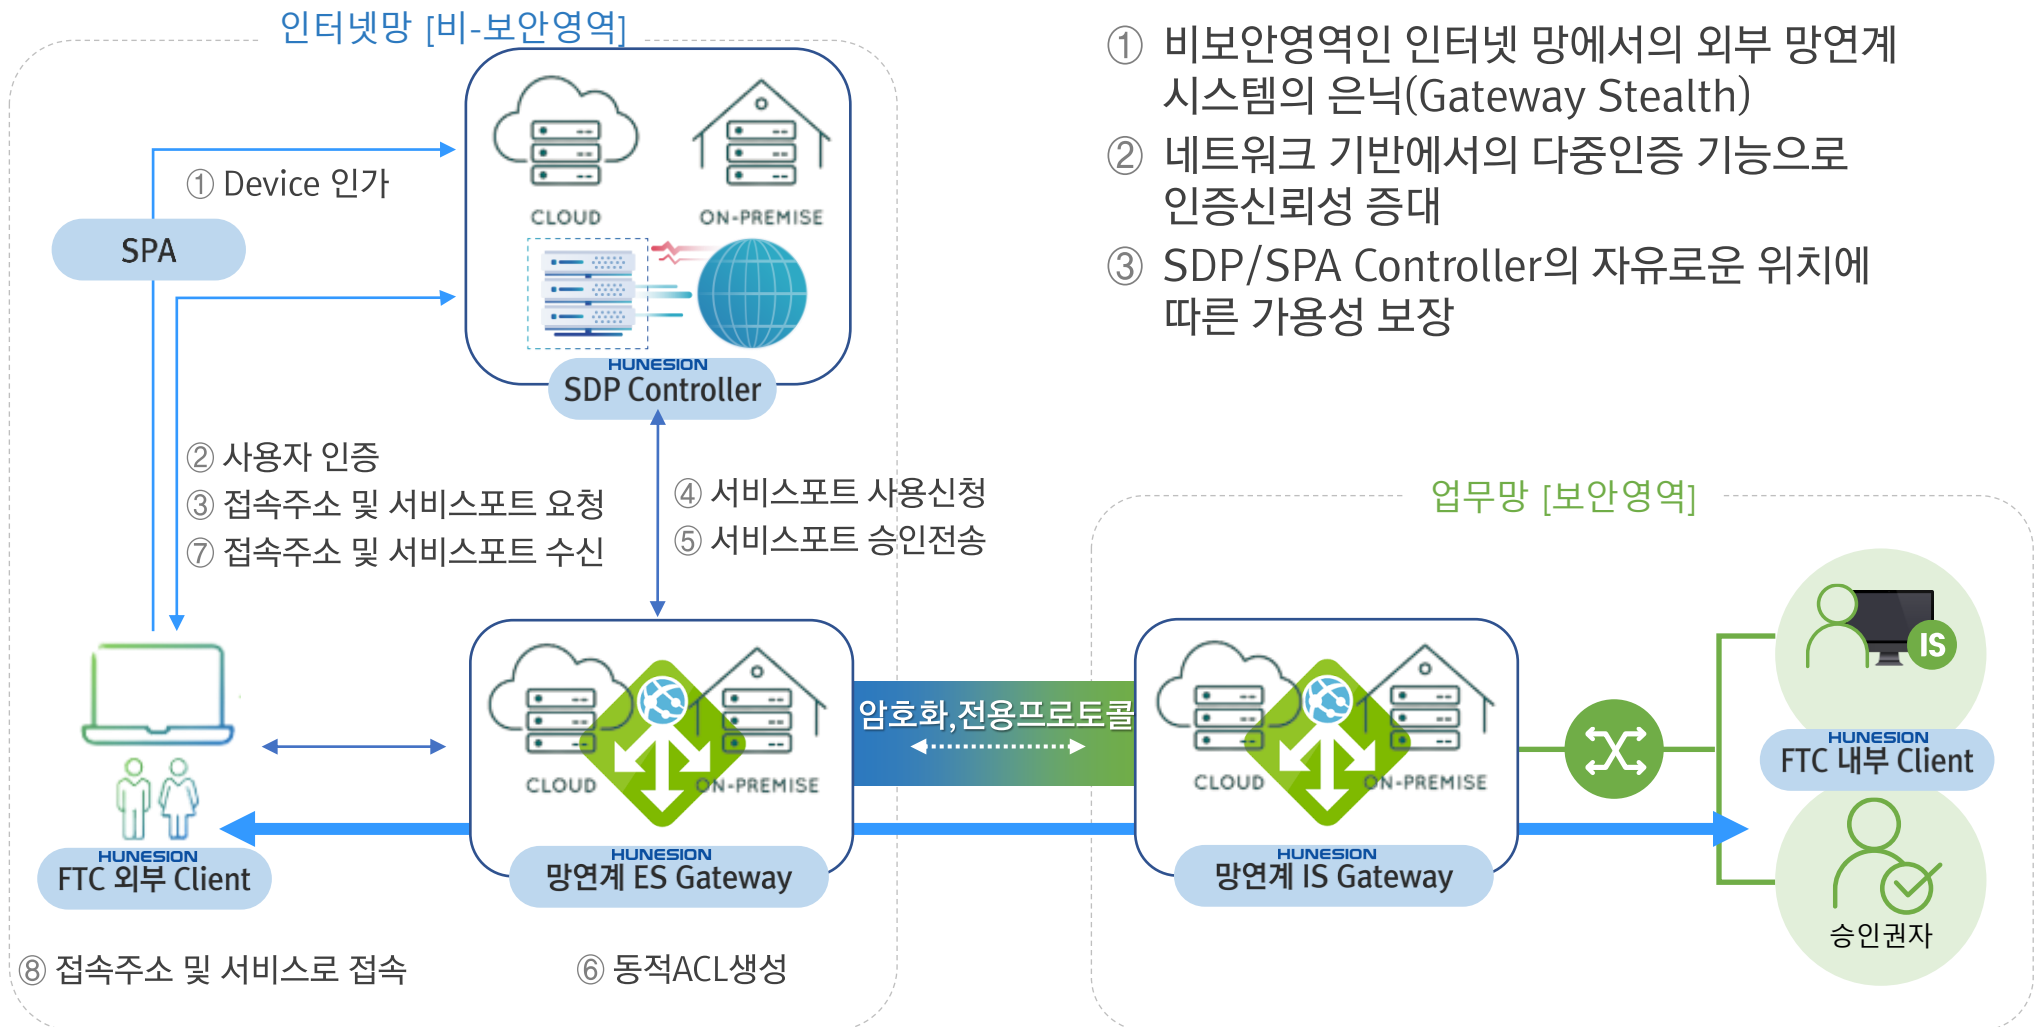 인터넷망 [비-보안영역]
① Device 인가
SPA
CLOUD
ON-PREMISE
HUNESION
SDP Controller
② 사용자 인증
③ 접속주소 및 서비스포트 요청
⑦ 접속주소 및 서비스포트 수신
④ 서비스포트 사용신청
⑤ 서비스포트 승인전송
HUNESION
FTC 외부 Client
CLOUD
ON-PREMISE
HUNESION
망연계 ES Gateway
⑧ 접속주소 및 서비스로 접속
⑥ 동적ACL생성
암호화,전용프로토콜
① 비보안영역인 인터넷 망에서의 외부 망연계
시스템의 은닉(Gateway Stealth)
② 네트워크 기반에서의 다중인증 기능으로
인증신뢰성 증대
③ SDP/SPA Controller의 자유로운 위치에
따른 가용성 보장
업무망 [보안영역]
CLOUD
ON-PREMISE
HUNESION
망연계 IS Gateway
IS
HUNESION
FTC 내부 Client
승인권자